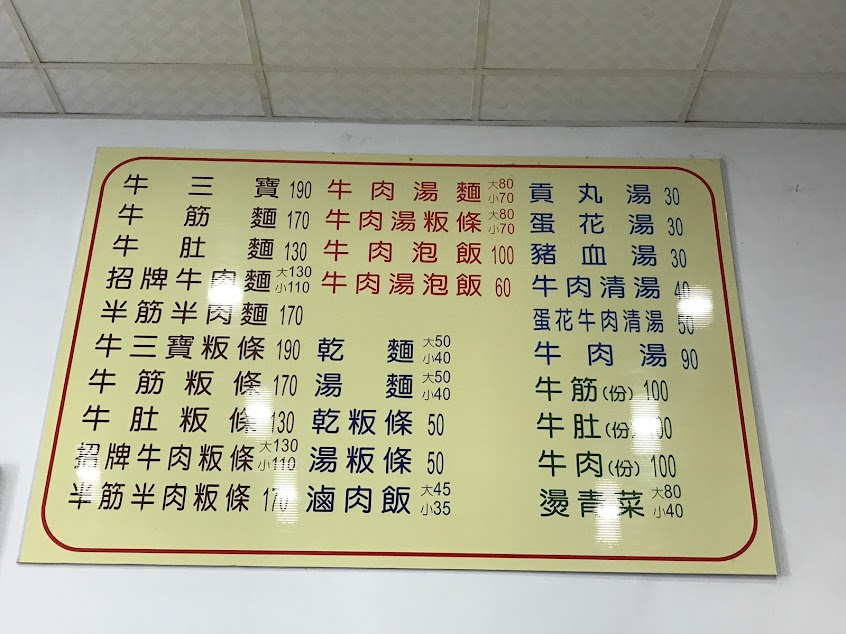 牛三寶 190
牛筋麵 170
牛肚麵 130
招牌牛肉麵 大130 小110
半筋半肉麵 170
牛三寶粄條 190
牛筋粄條 170
牛肚粄條 130
招牌牛肉粄條 大130 小110
半筋半肉粄條 170
牛肉湯麵 大80 小70
牛肉湯粄條 大80 小70
牛肉泡飯 100
牛肉湯泡飯 60
乾麵 大50 小40
湯麵 大50 小40
乾粄條 50
湯粄條 50
滷肉飯 大45 小35
貢丸湯 30
蛋花湯 30
豬血湯 30
牛肉清湯 40
蛋花牛肉清湯 50
牛肉湯 90
牛筋(份) 100
牛肚(份)
牛肉(份) 100
燙青菜 大80 小40